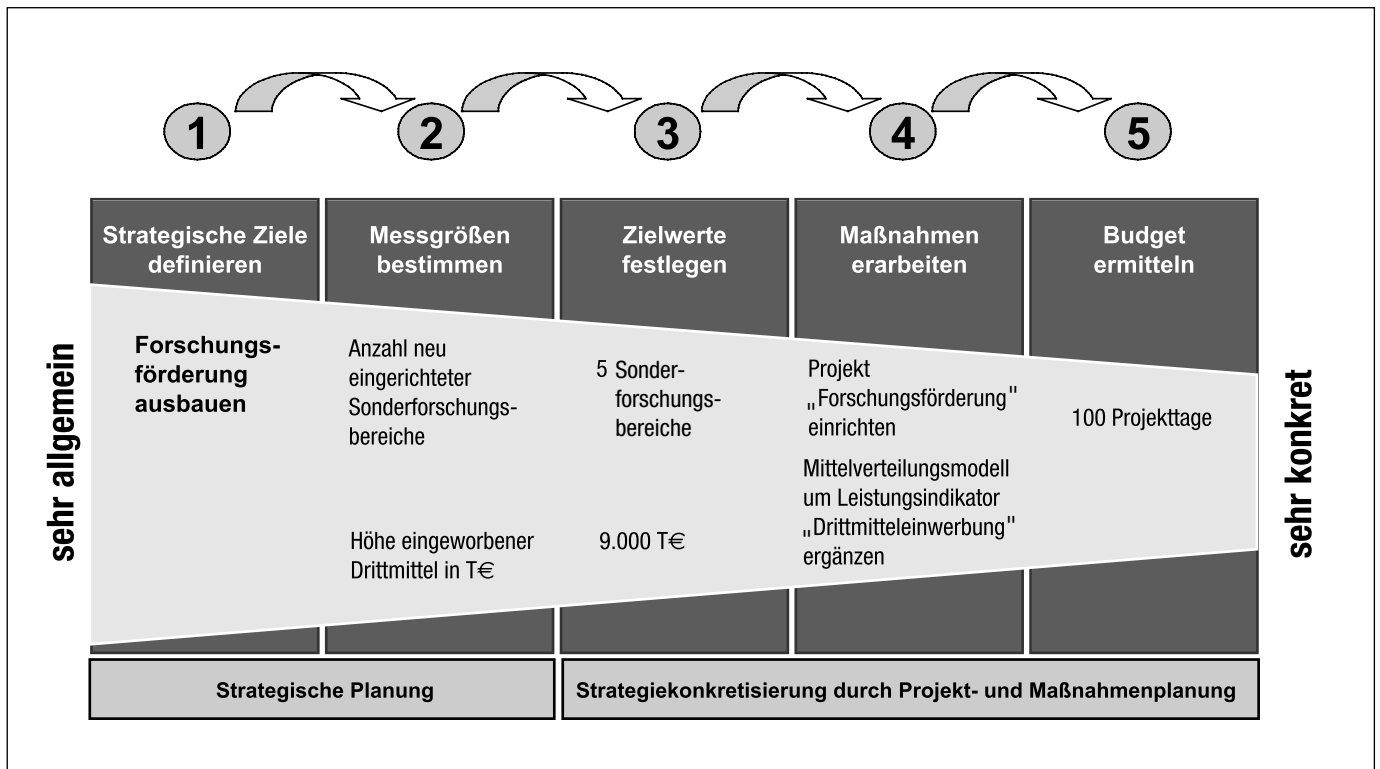 1
2
3
4
5
Strategische Ziele
definieren
Messgrößen
bestimmen
Zielwerte
festlegen
Maßnahmen
erarbeiten
Budget
ermitteln
sehr allgemein
Forschungs-
förderung
ausbauen
Anzahl neu
eingerichteter
Sonderforschungs-
bereiche
Höhe eingeworbener
Drittmittel in T€
5 Sonder-
forschungs-
bereiche
9.000 T€
Projekt
„Forschungsförderung"
einrichten
Mittelverteilungsmodell
um Leistungsindikator
„Drittmitteleinwerbung"
ergänzen
100 Projekttage
sehr konkret
Strategische Planung
Strategiekonkretisierung durch Projekt- und Maßnahmenplanung